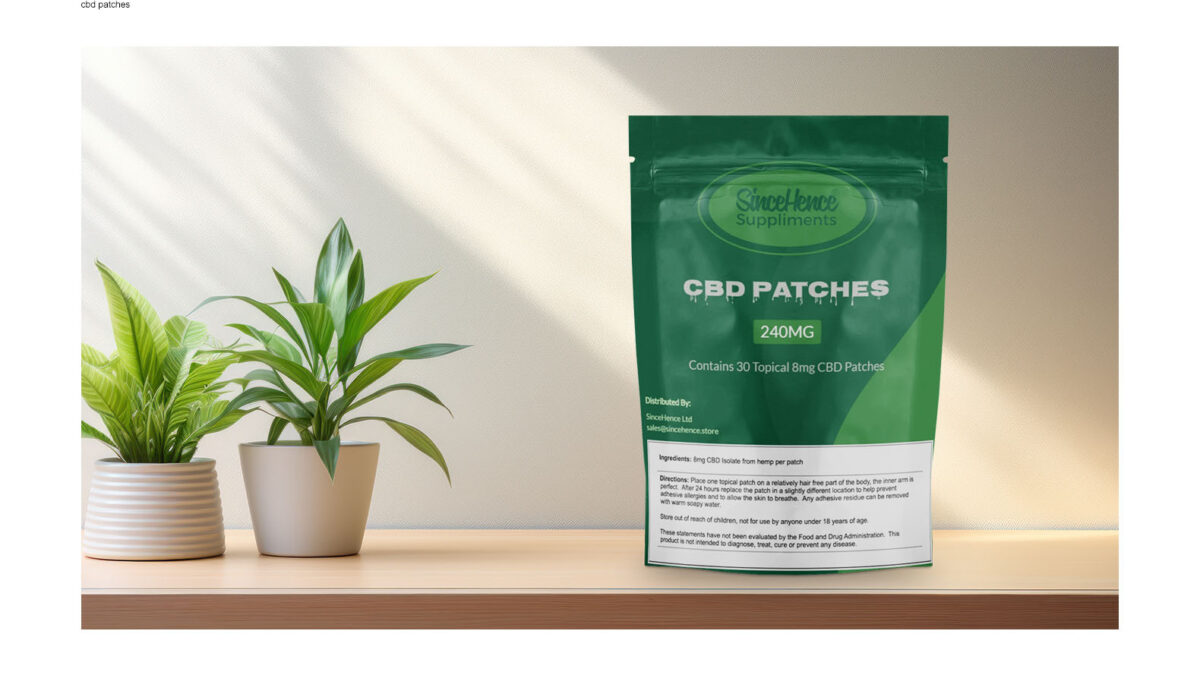 cbd patches
SinceHence
Suppliments
CBD PATCHES
240MG
Contains 30 Topical 8mg CBD Patches
Distributed By:
SinceHence Ltd
sales@sincehence.store
Ingredients: 8mg CBD Isolate from hemp per patch
Directions: Place one topical patch on a relatively hair free part of the body, the inner arm is
perfect. After 24 hours replace the patch in a slightly different location to help prevent
adhesive allergies and to allow the skin to breathe. Any adhesive residue can be removed
with warm soapy water.
Store out of reach of children, not for use by anyone under 18 years of age.
These statements have not been evaluated by the Food and Drug Administration. This
product is not intended to diagnose, treat, cure or prevent any disease.